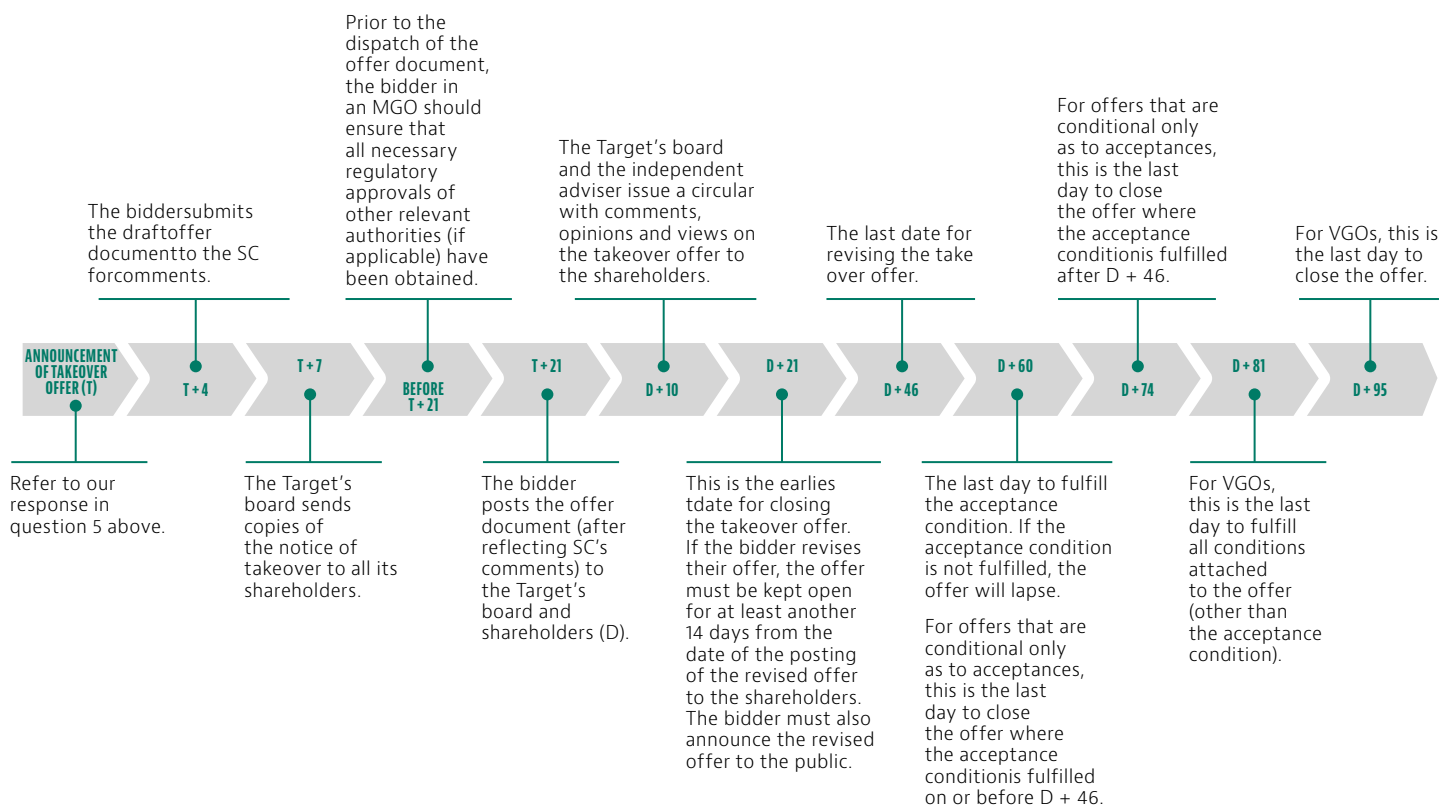 Prior to the
dispatch of the
offer document,
the bidder in
an MGO should
ensure that
all necessary
regulatory
approvals of
other relevant
authorities (if
applicable) have
been obtained.
The biddersubmits
the draftoffer
documentto the SC
forcomments.
The Target's board
and the independent
adviser issue a circular
with comments,
opinions and views on
the takeover offer to
the shareholders.
The last date for
revising the take
over offer.
For offers that are
conditional only
as to acceptances,
this is the last
day to close
the offer where
the acceptance
conditionis fulfilled
after D + 46.
For VGOs, this is
the last day to
close the offer.
ANNOUNCEMENT
OF TAKEOVER
OFFER (T)
T + 4
T + 7
BEFORE
T + 21
T + 21
D + 10
D + 21
D + 46
D + 60
D + 74
D + 81
D + 95
Refer to our
response in
question 5 above.
The Target's
board sends
copies of
the notice of
takeover to all its
shareholders.
The bidder
posts the offer
document (after
reflecting SC's
comments) to
the Target's
board and
shareholders (D).
This is the earlies
tdate for closing
the takeover offer.
If the bidder revises
their offer, the offer
must be kept open
for at least another
14 days from the
date of the posting
of the revised offer
to the shareholders.
The bidder must also
announce the revised
offer to the public.
The last day to fulfill
the acceptance
condition. If the
acceptance condition
is not fulfilled, the
offer will lapse.
For offers that are
conditional only
as to acceptances,
this is the last
day to close
the offer where
the acceptance
conditionis fulfilled
on or before D + 46.
For VGOs,
this is the last
day to fulfill
all conditions
attached
to the offer
(other than
the acceptance
condition).